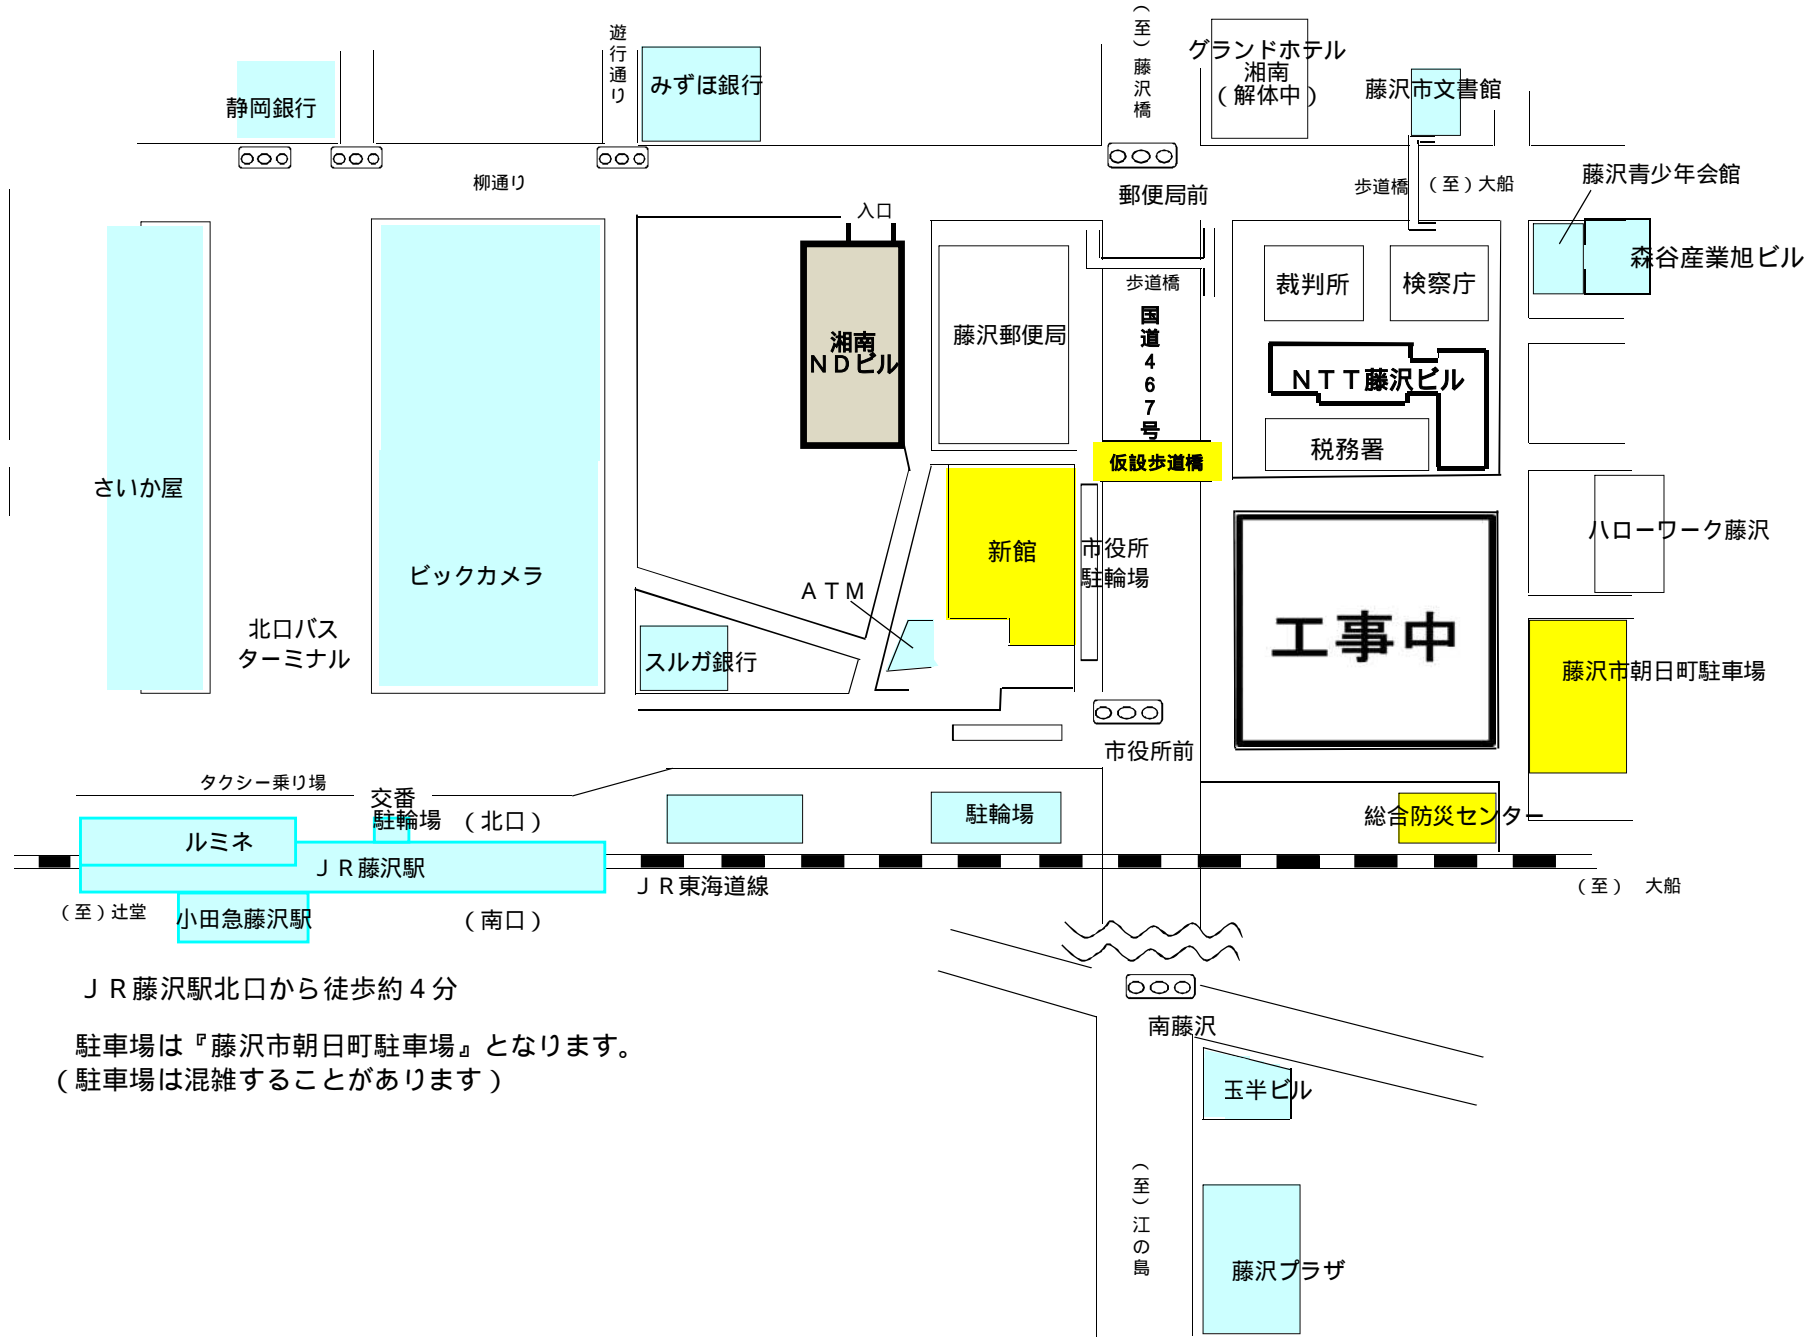 遊行通り
(至)藤沢橋
グランドホテル
湘南
(解体中)
静岡銀行
みずほ銀行
藤沢市文書館
柳通り
郵便局前
歩道橋
(至)大船
藤沢青少年会館
入口
森谷産業旭ビル
歩道橋
裁判所
検察庁
湘南
NDビル
藤沢郵便局
国道467号
NTT藤沢ビル
税務署
仮設歩道橋
さいか屋
ビックカメラ
新館
市役所
駐輪場
ハローワーク藤沢
ATM
工事中
北口バス
ターミナル
スルガ銀行
藤沢市朝日町駐車場
市役所前
タクシー乗り場
交番
駐輪場
(北口)
駐輪場
総合防災センター
ルミネ
JR藤沢駅
JR東海道線
(至) 大船
(至)辻堂
小田急藤沢駅
(南口)
JR藤沢駅北口から徒歩約4分
南藤沢
駐車場は『藤沢市朝日町駐車場』となります。
(駐車場は混雑することがあります)
玉半ビル
(至)江の島
藤沢プラザ